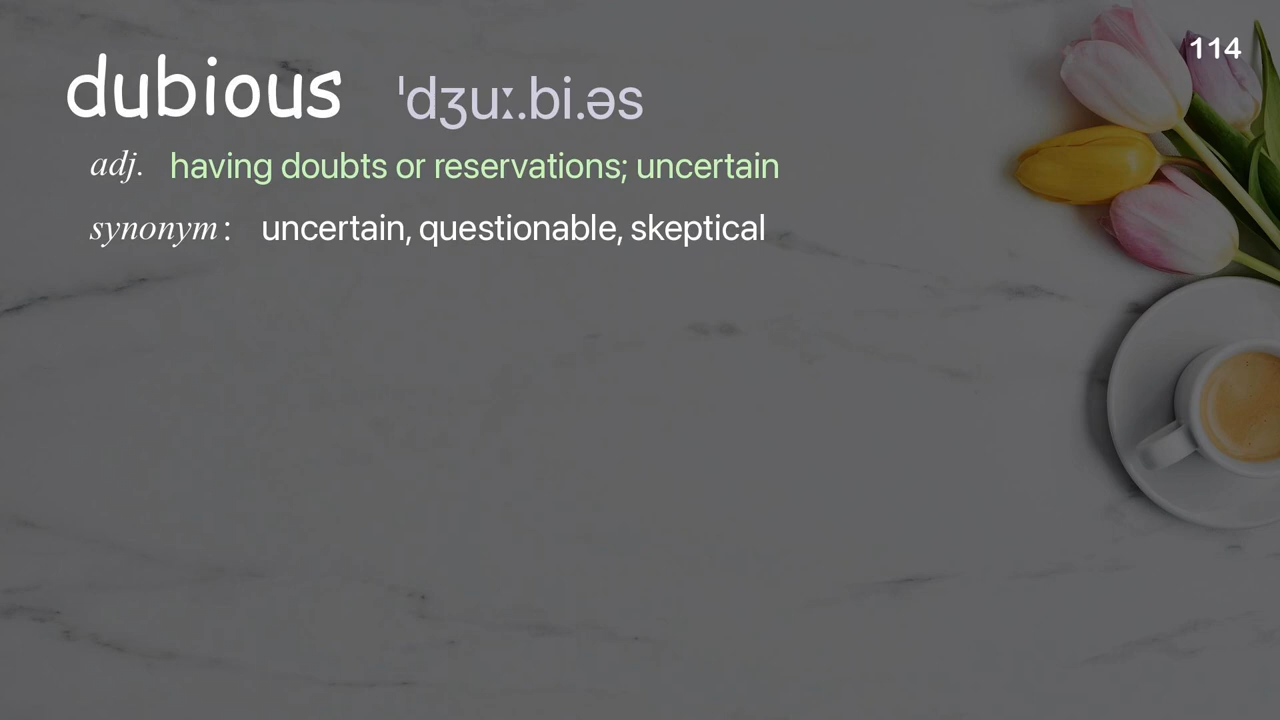 114
dubious ˈdʒuː.bi.əs
adj. having doubts or reservations; uncertain
synonym: uncertain, questionable, skeptical